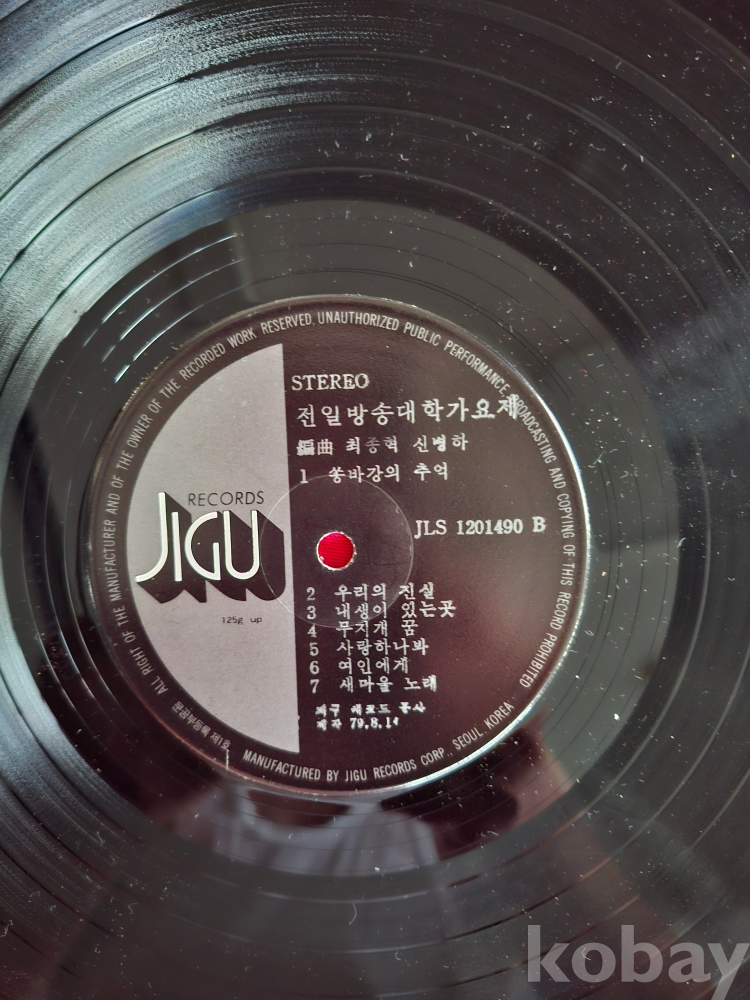 ALL RIGHT OF THE MANUFACTURER AND OF THE OWNER OF THE RECORDED WORK RESERVED. UNAUTHORIZED PUBLIC PERFORMANCE, BROADCASTING AND COPYING OF THIS RECORD PROHIBITED
STEREO
전일방송대학가요제
編曲 최종혁 신병하
1 쏭바강의 추억
RECORDS
JIGU
JLS 1201490 B
125g up
2 우리의 진실
3 내생이 있는곳
4 무지개 꿈
5 사랑하나봐
6 여인에게
7 새마을 노래
지구 레코드 공사
제작 79.8.14
MANUFACTURED BY JIGU RECORDS CORP., SEOUL, KOREA
kobay